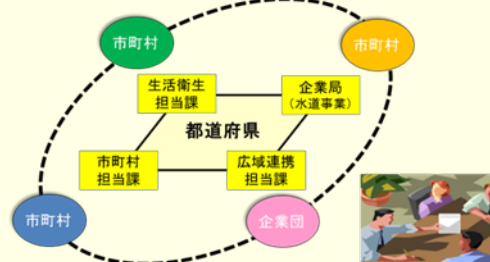 市町村
市町村
生活衛生
担当課
企業局
(水道事業)
都道府県
市町村
担当課
広域連携
担当課
市町村
企業団